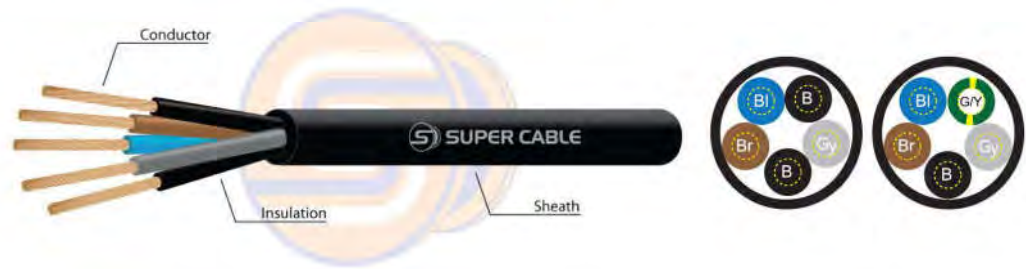 Conductor
SUPER CABLE
Insulation
Sheath
Bl B
Br Gy
B
Bl G/Y
Br Gy
B